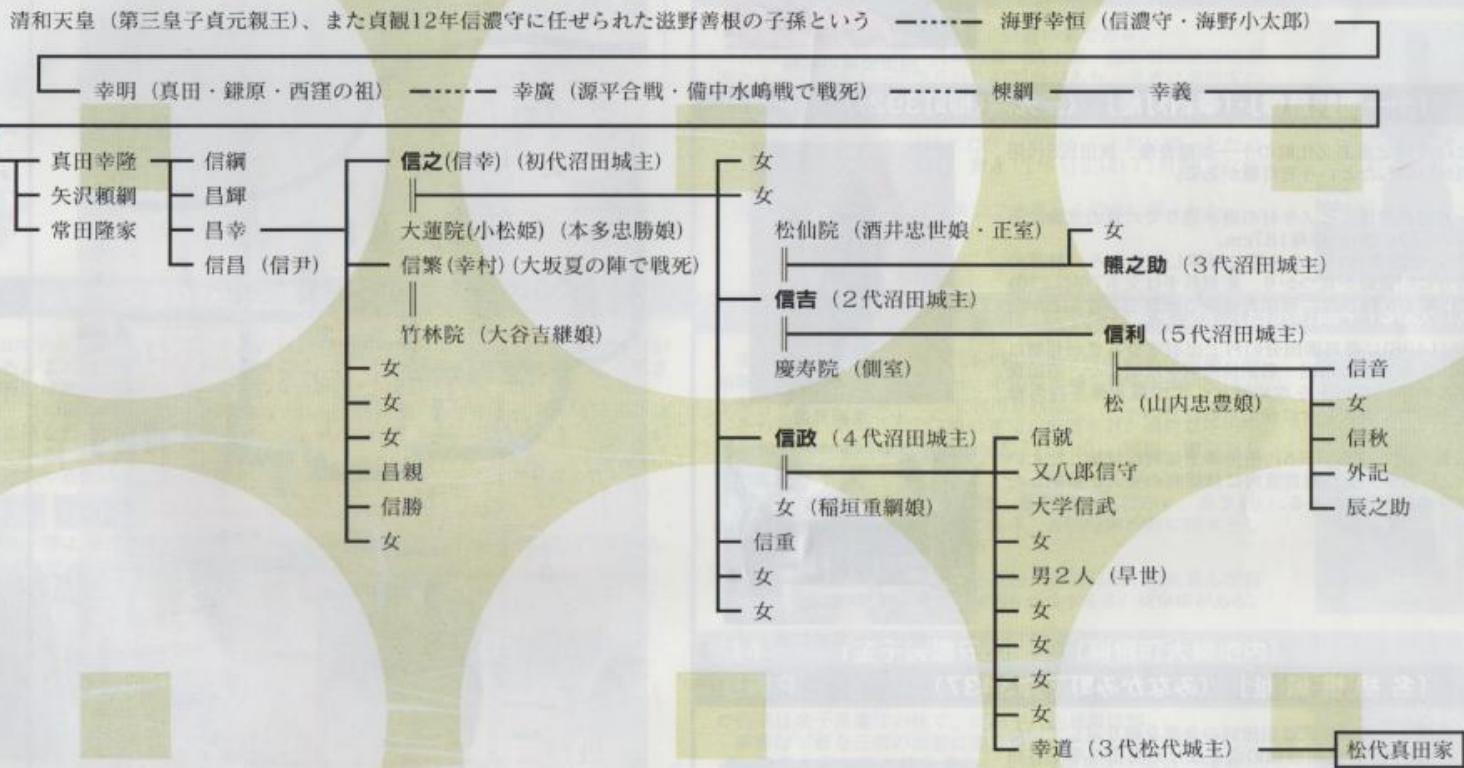 清和天皇（第三皇子貞元親王）、また貞観12年信濃守に任ぜられた滋野善根の子孫という 海野幸恒（信濃守・海野小太郎）
幸明（真田・鎌原・西窪の祖） 幸廣（源平合戦・備中水嶋戦で戦死） 棟綱 幸義
真田幸隆
矢沢頼綱
常田隆家
信綱
昌輝
昌幸
信昌（信尹）
信之(信幸)（初代沼田城主）
大蓮院(小松姫)（本多忠勝娘）
信繁(幸村)(大坂夏の陣で戦死)
竹林院（大谷吉継娘）
女
女
女
昌親
信勝
女
女
女
松仙院（酒井忠世娘・正室）
信吉（2代沼田城主）
慶寿院（側室）
信政（4代沼田城主）
女（稲垣重綱娘）
信重
女
女
女
熊之助（3代沼田城主）
信利（5代沼田城主）
松（山内忠豊娘）
信音
女
信秋
外記
辰之助
信就
又八郎信守
大学信武
女
男2人（早世）
女
女
女
女
幸道（3代松代城主） 松代真田家